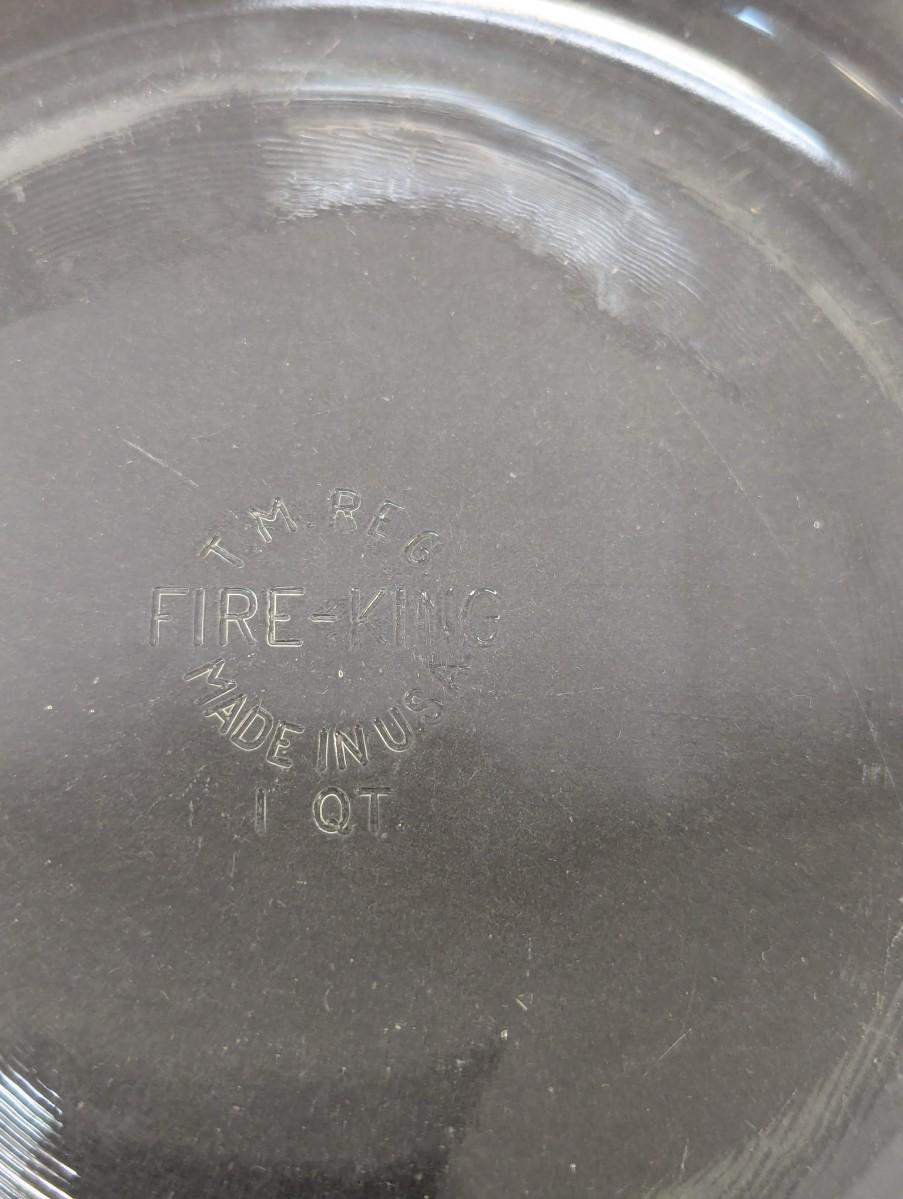 T.M. REG
FIRE-KING
MADE IN U.S.A.
1 QT.